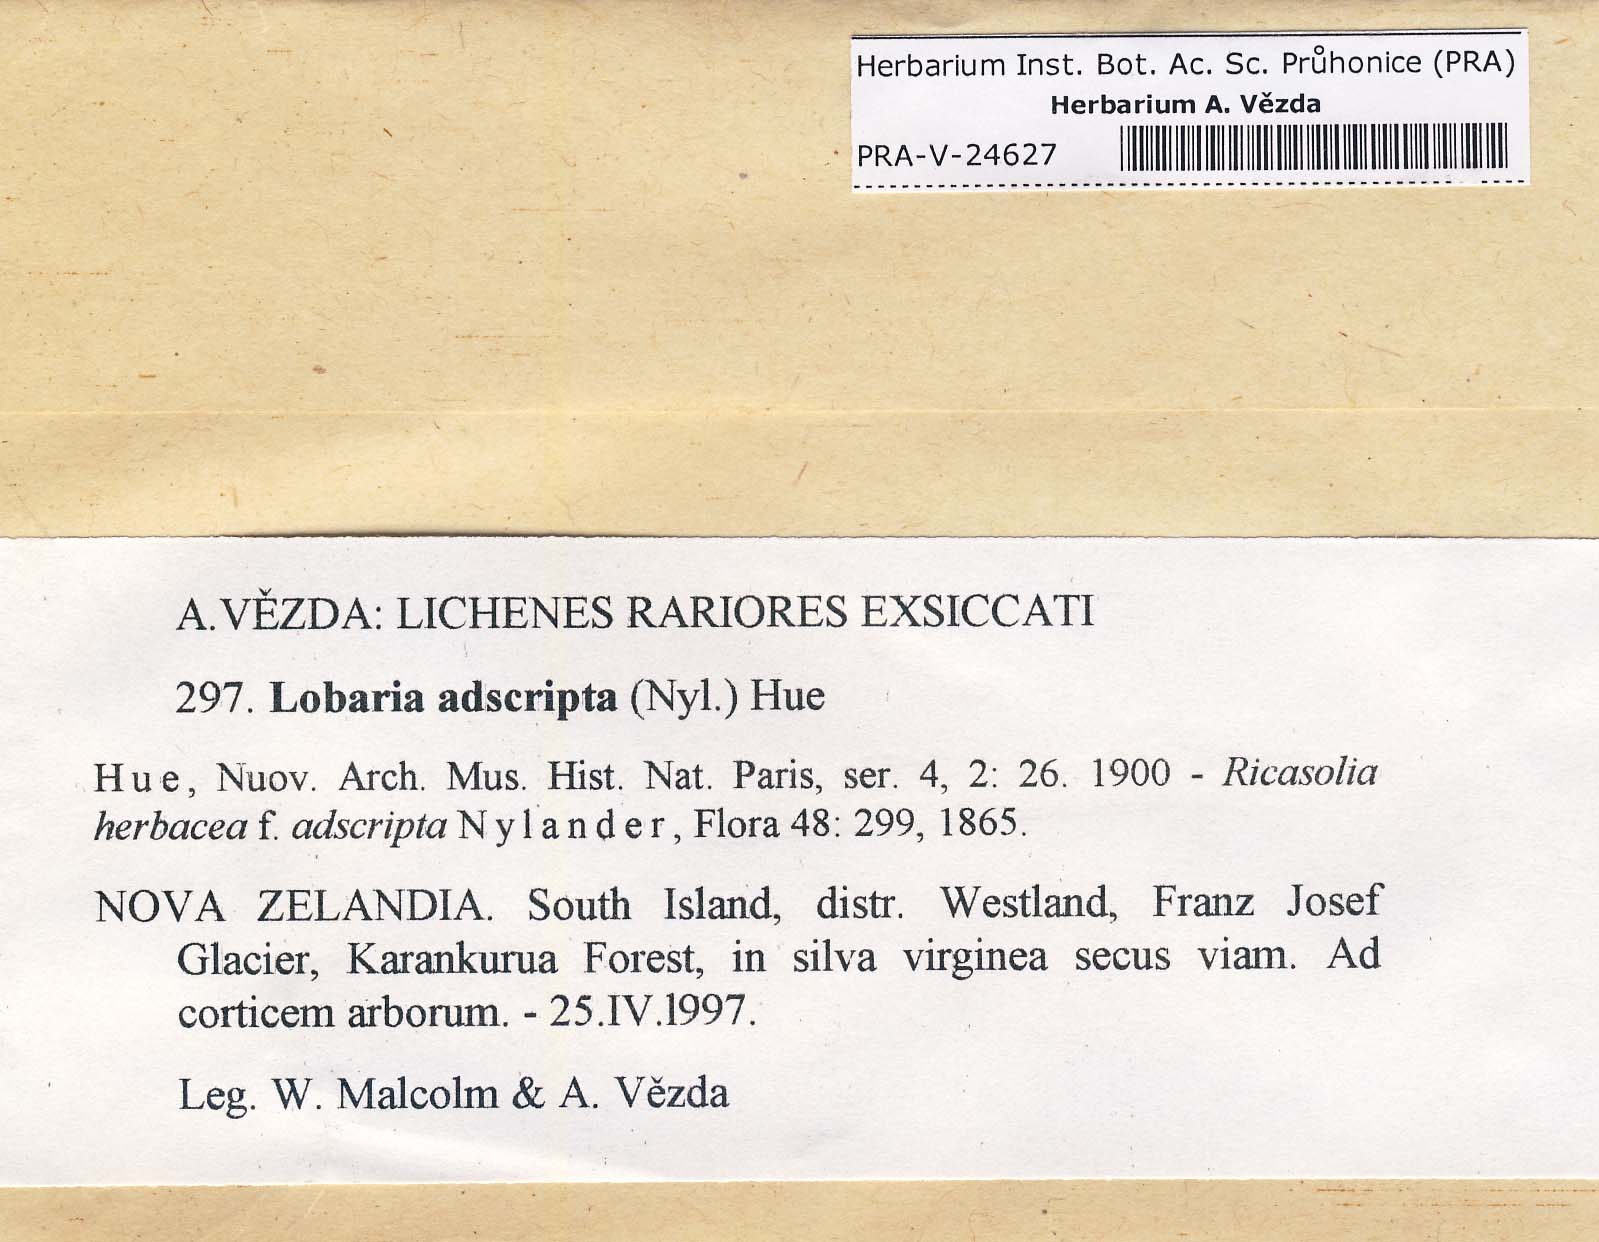 Herbarium Inst. Bot. Ac. Sc. Průhonice (PRA)
Herbarium A. Vězda
PRA-V-24627
A.VĚZDA: LICHENES RARIORES EXSICCATI
297. Lobaria adscripta (Nyl.) Hue
Hue, Nuov. Arch. Mus. Hist. Nat. Paris, ser. 4, 2: 26. 1900 - Ricasolia
herbacea f. adscripta Nylander, Flora 48: 299, 1865.
NOVA ZELANDIA. South Island, distr. Westland, Franz Josef
Glacier, Karankurua Forest, in silva virginea secus viam. Ad
corticem arborum. - 25.IV.1997.
Leg. W. Malcolm & A. Vězda